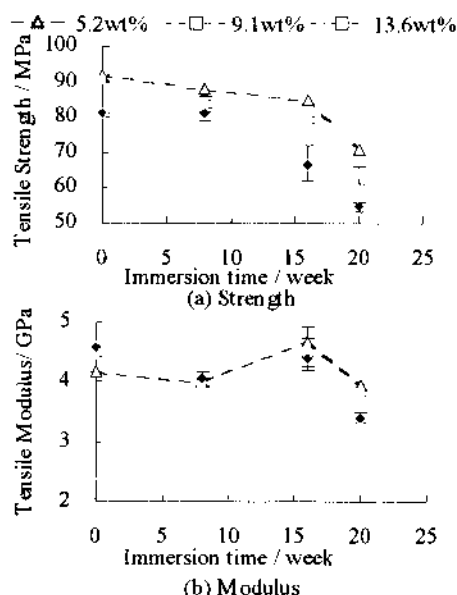 5.2wt% 9.1wt% 13.6wt%
Tensile Strength / MPa
100
90
80
70
60
50
0 5 10 15 20 25
Immersion time / week
(a) Strength
Tensile Modulus/ GPa
5
4
3
2
0 5 10 15 20 25
Immersion time / week
(b) Modulus